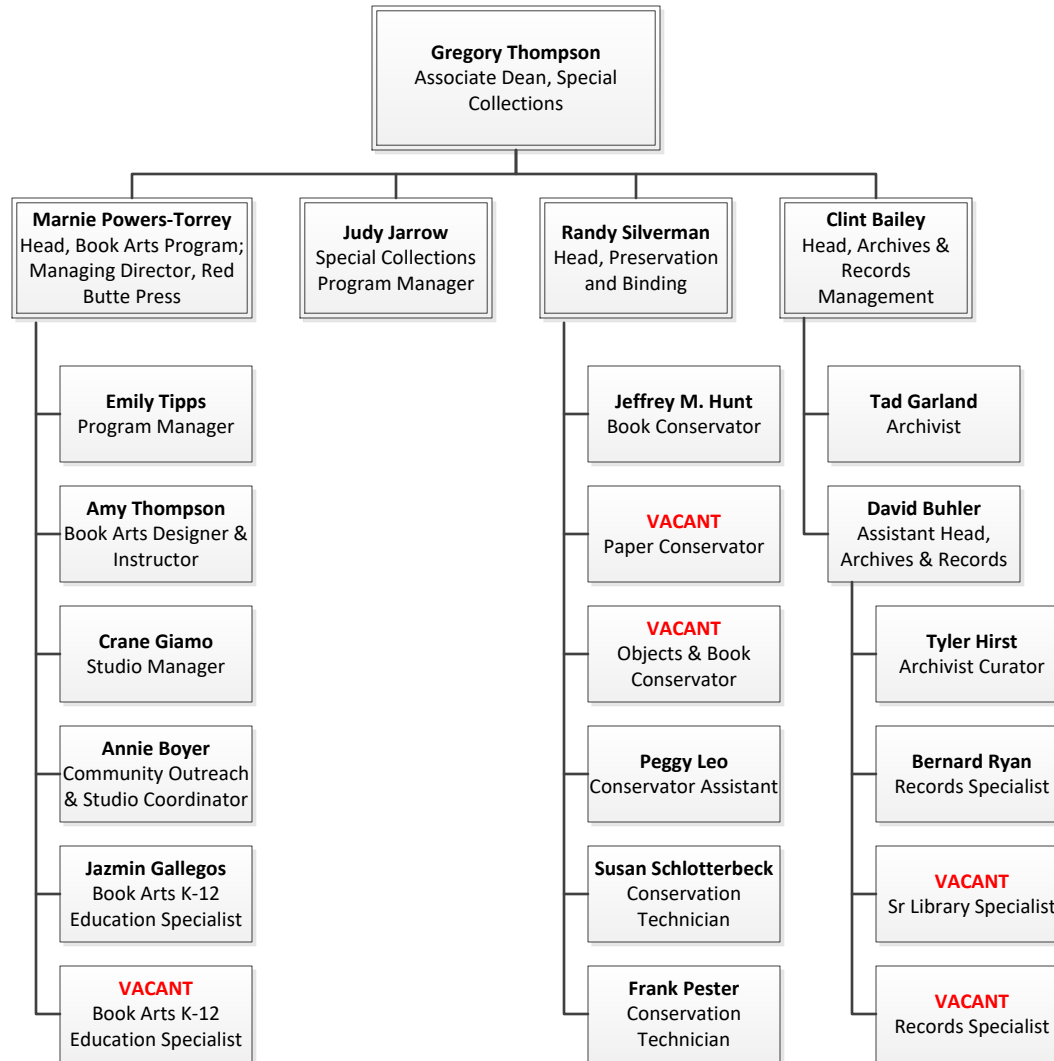 Gregory Thompson
Associate Dean, Special
Collections
Marnie Powers-Torrey
Head, Book Arts Program;
Managing Director, Red
Butte Press
Judy Jarrow
Special Collections
Program Manager
Randy Silverman
Head, Preservation
and Binding
Clint Bailey
Head, Archives &
Records
Management
Emily Tipps
Program Manager
Amy Thompson
Book Arts Designer &
Instructor
Crane Giamo
Studio Manager
Annie Boyer
Community Outreach
& Studio Coordinator
Jazmin Gallegos
Book Arts K-12
Education Specialist
VACANT
Book Arts K-12
Education Specialist
Jeffrey M. Hunt
Book Conservator
VACANT
Paper Conservator
VACANT
Objects & Book
Conservator
Peggy Leo
Conservator Assistant
Susan Schlotterbeck
Conservation
Technician
Frank Pester
Conservation
Technician
Tad Garland
Archivist
David Buhler
Assistant Head,
Archives & Records
Tyler Hirst
Archivist Curator
Bernard Ryan
Records Specialist
VACANT
Sr Library Specialist
VACANT
Records Specialist